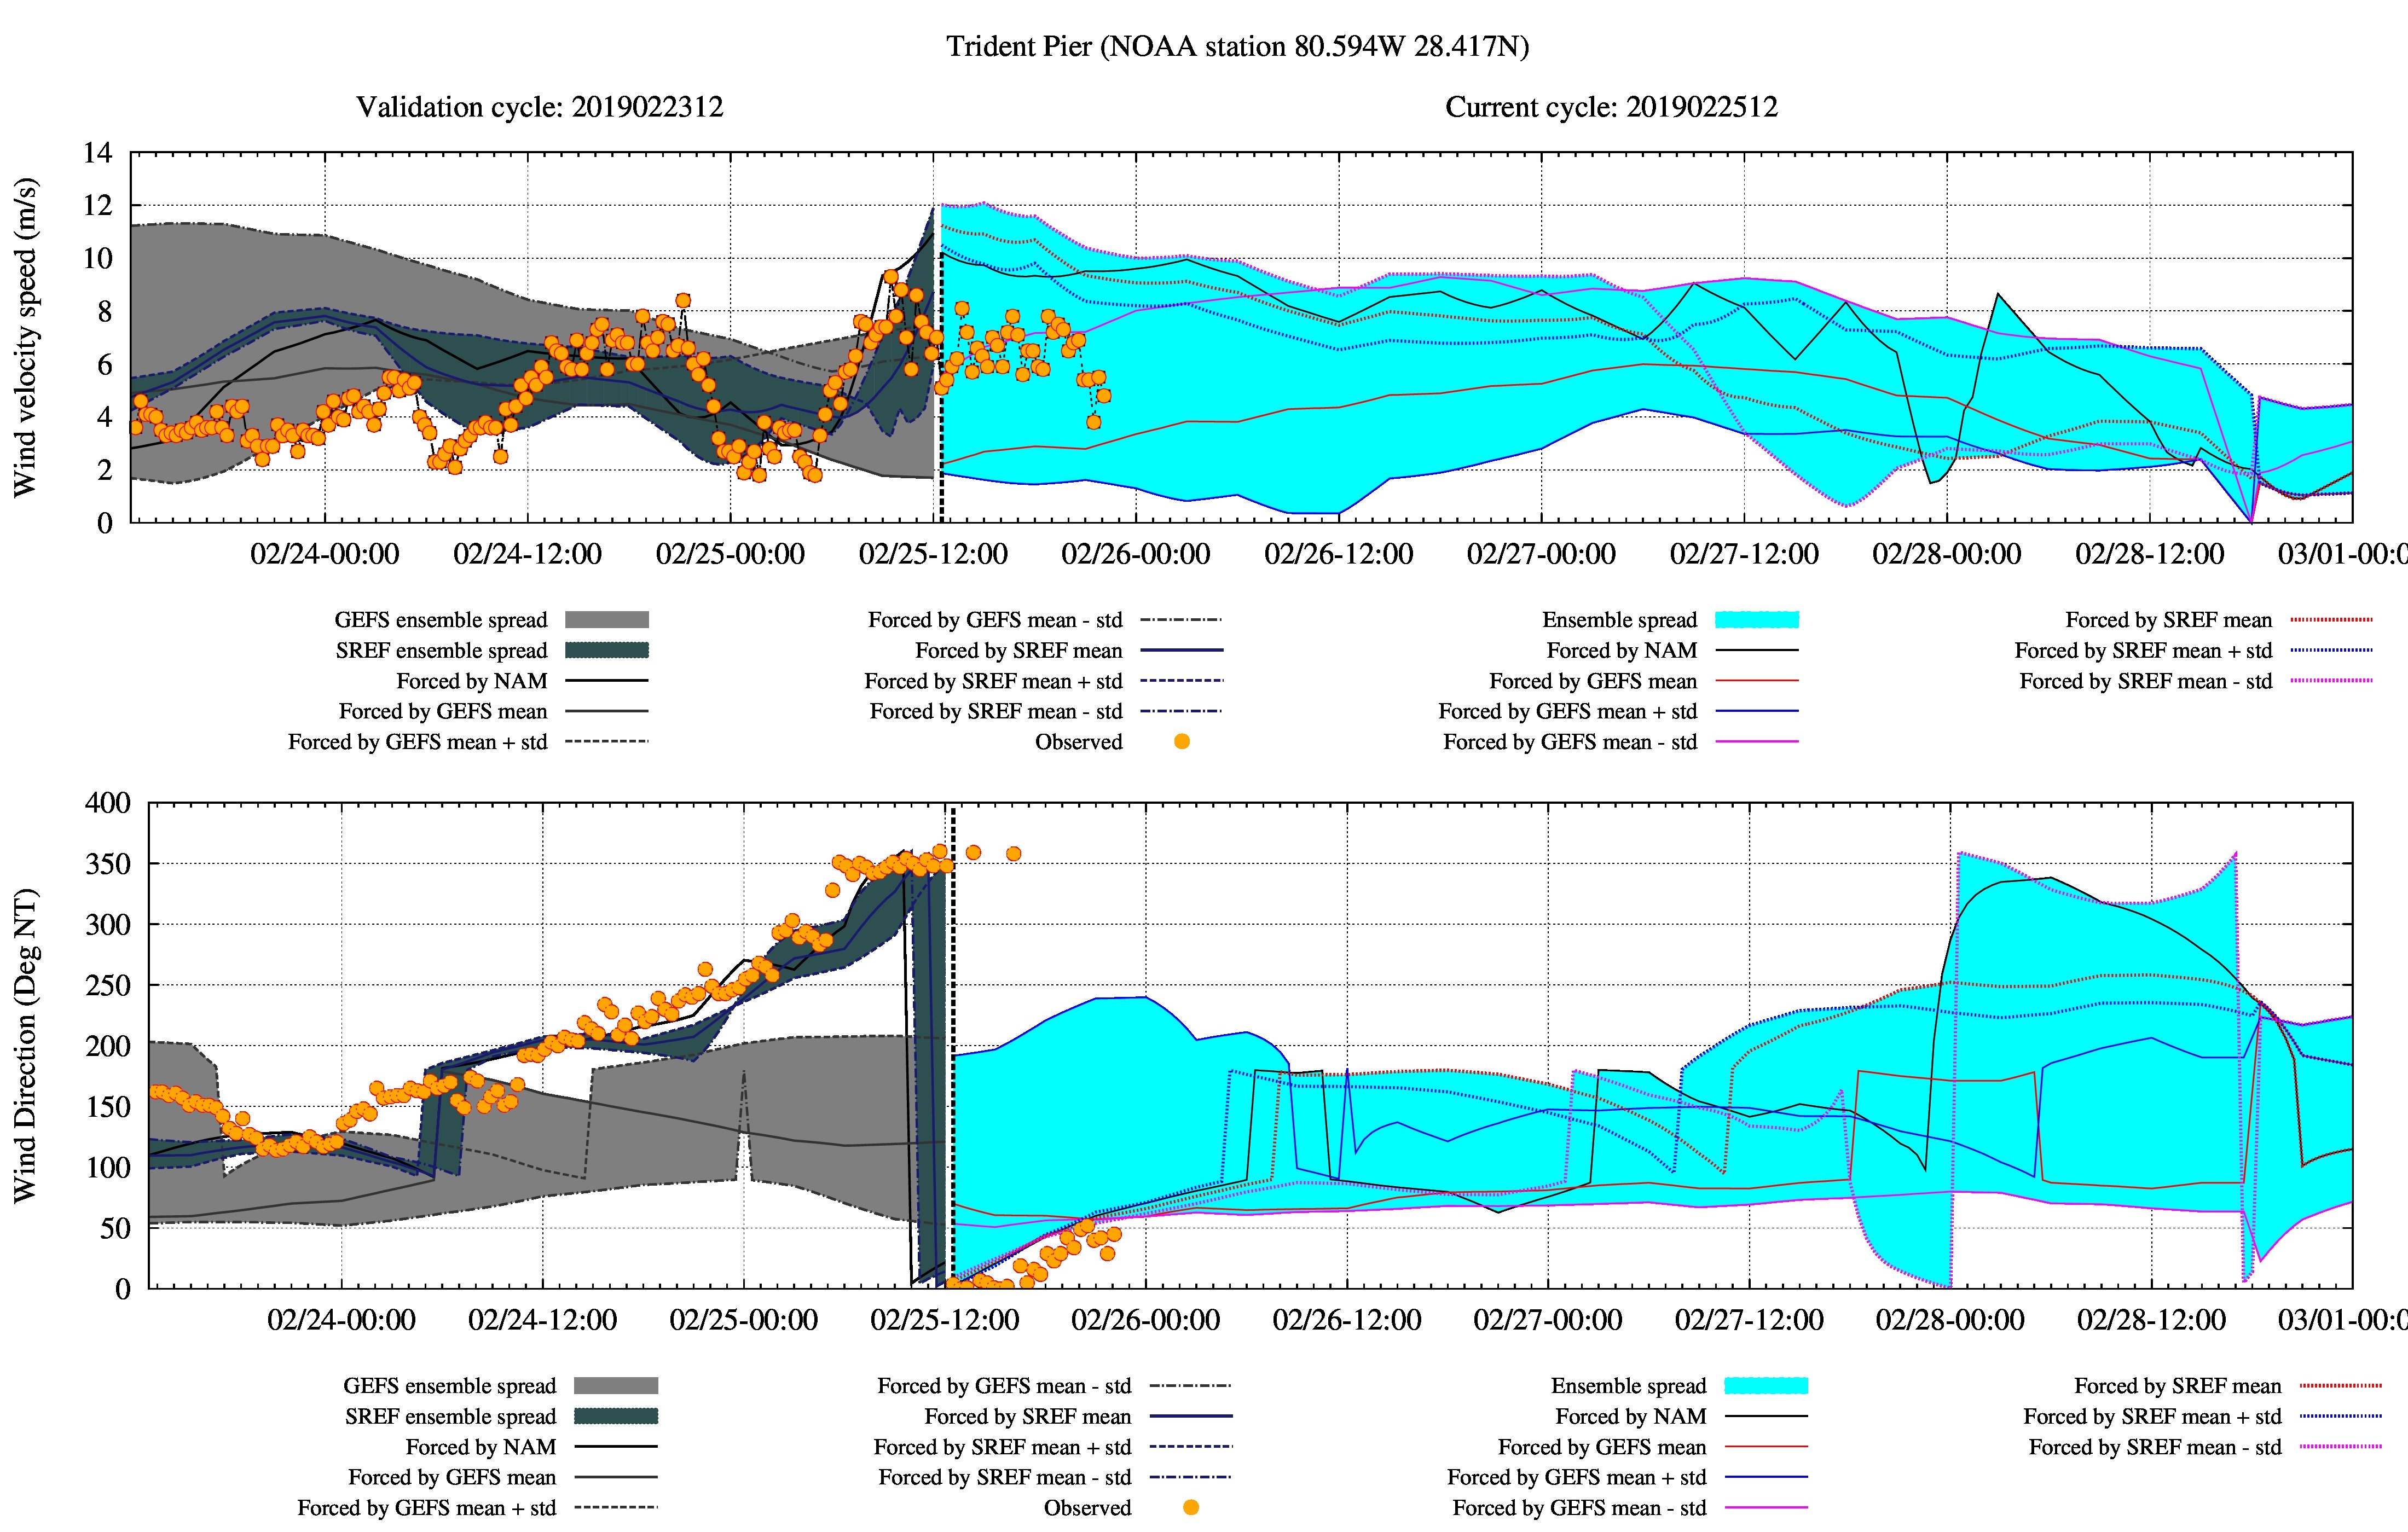 Trident Pier (NOAA station 80.594W 28.417N)
Validation cycle: 2019022312
Current cycle: 2019022512
Wind velocity speed (m/s)
14
12
10
8
6
4
2
0
02/24-00:00 02/24-12:00 02/25-00:00 02/25-12:00 02/26-00:00 02/26-12:00 02/27-00:00 02/27-12:00 02/28-00:00 02/28-12:00 03/01-00:0
GEFS ensemble spread
SREF ensemble spread
Forced by NAM
Forced by GEFS mean
Forced by GEFS mean + std
Forced by GEFS mean - std
Forced by SREF mean
Forced by SREF mean + std
Forced by SREF mean - std
Observed
Ensemble spread
Forced by NAM
Forced by GEFS mean
Forced by GEFS mean + std
Forced by GEFS mean - std
Forced by SREF mean
Forced by SREF mean + std
Forced by SREF mean - std
Wind Direction (Deg NT)
400
350
300
250
200
150
100
50
0
02/24-00:00 02/24-12:00 02/25-00:00 02/25-12:00 02/26-00:00 02/26-12:00 02/27-00:00 02/27-12:00 02/28-00:00 02/28-12:00 03/01-00:0
GEFS ensemble spread
SREF ensemble spread
Forced by NAM
Forced by GEFS mean
Forced by GEFS mean + std
Forced by GEFS mean - std
Forced by SREF mean
Forced by SREF mean + std
Forced by SREF mean - std
Observed
Ensemble spread
Forced by NAM
Forced by GEFS mean
Forced by GEFS mean + std
Forced by GEFS mean - std
Forced by SREF mean
Forced by SREF mean + std
Forced by SREF mean - std